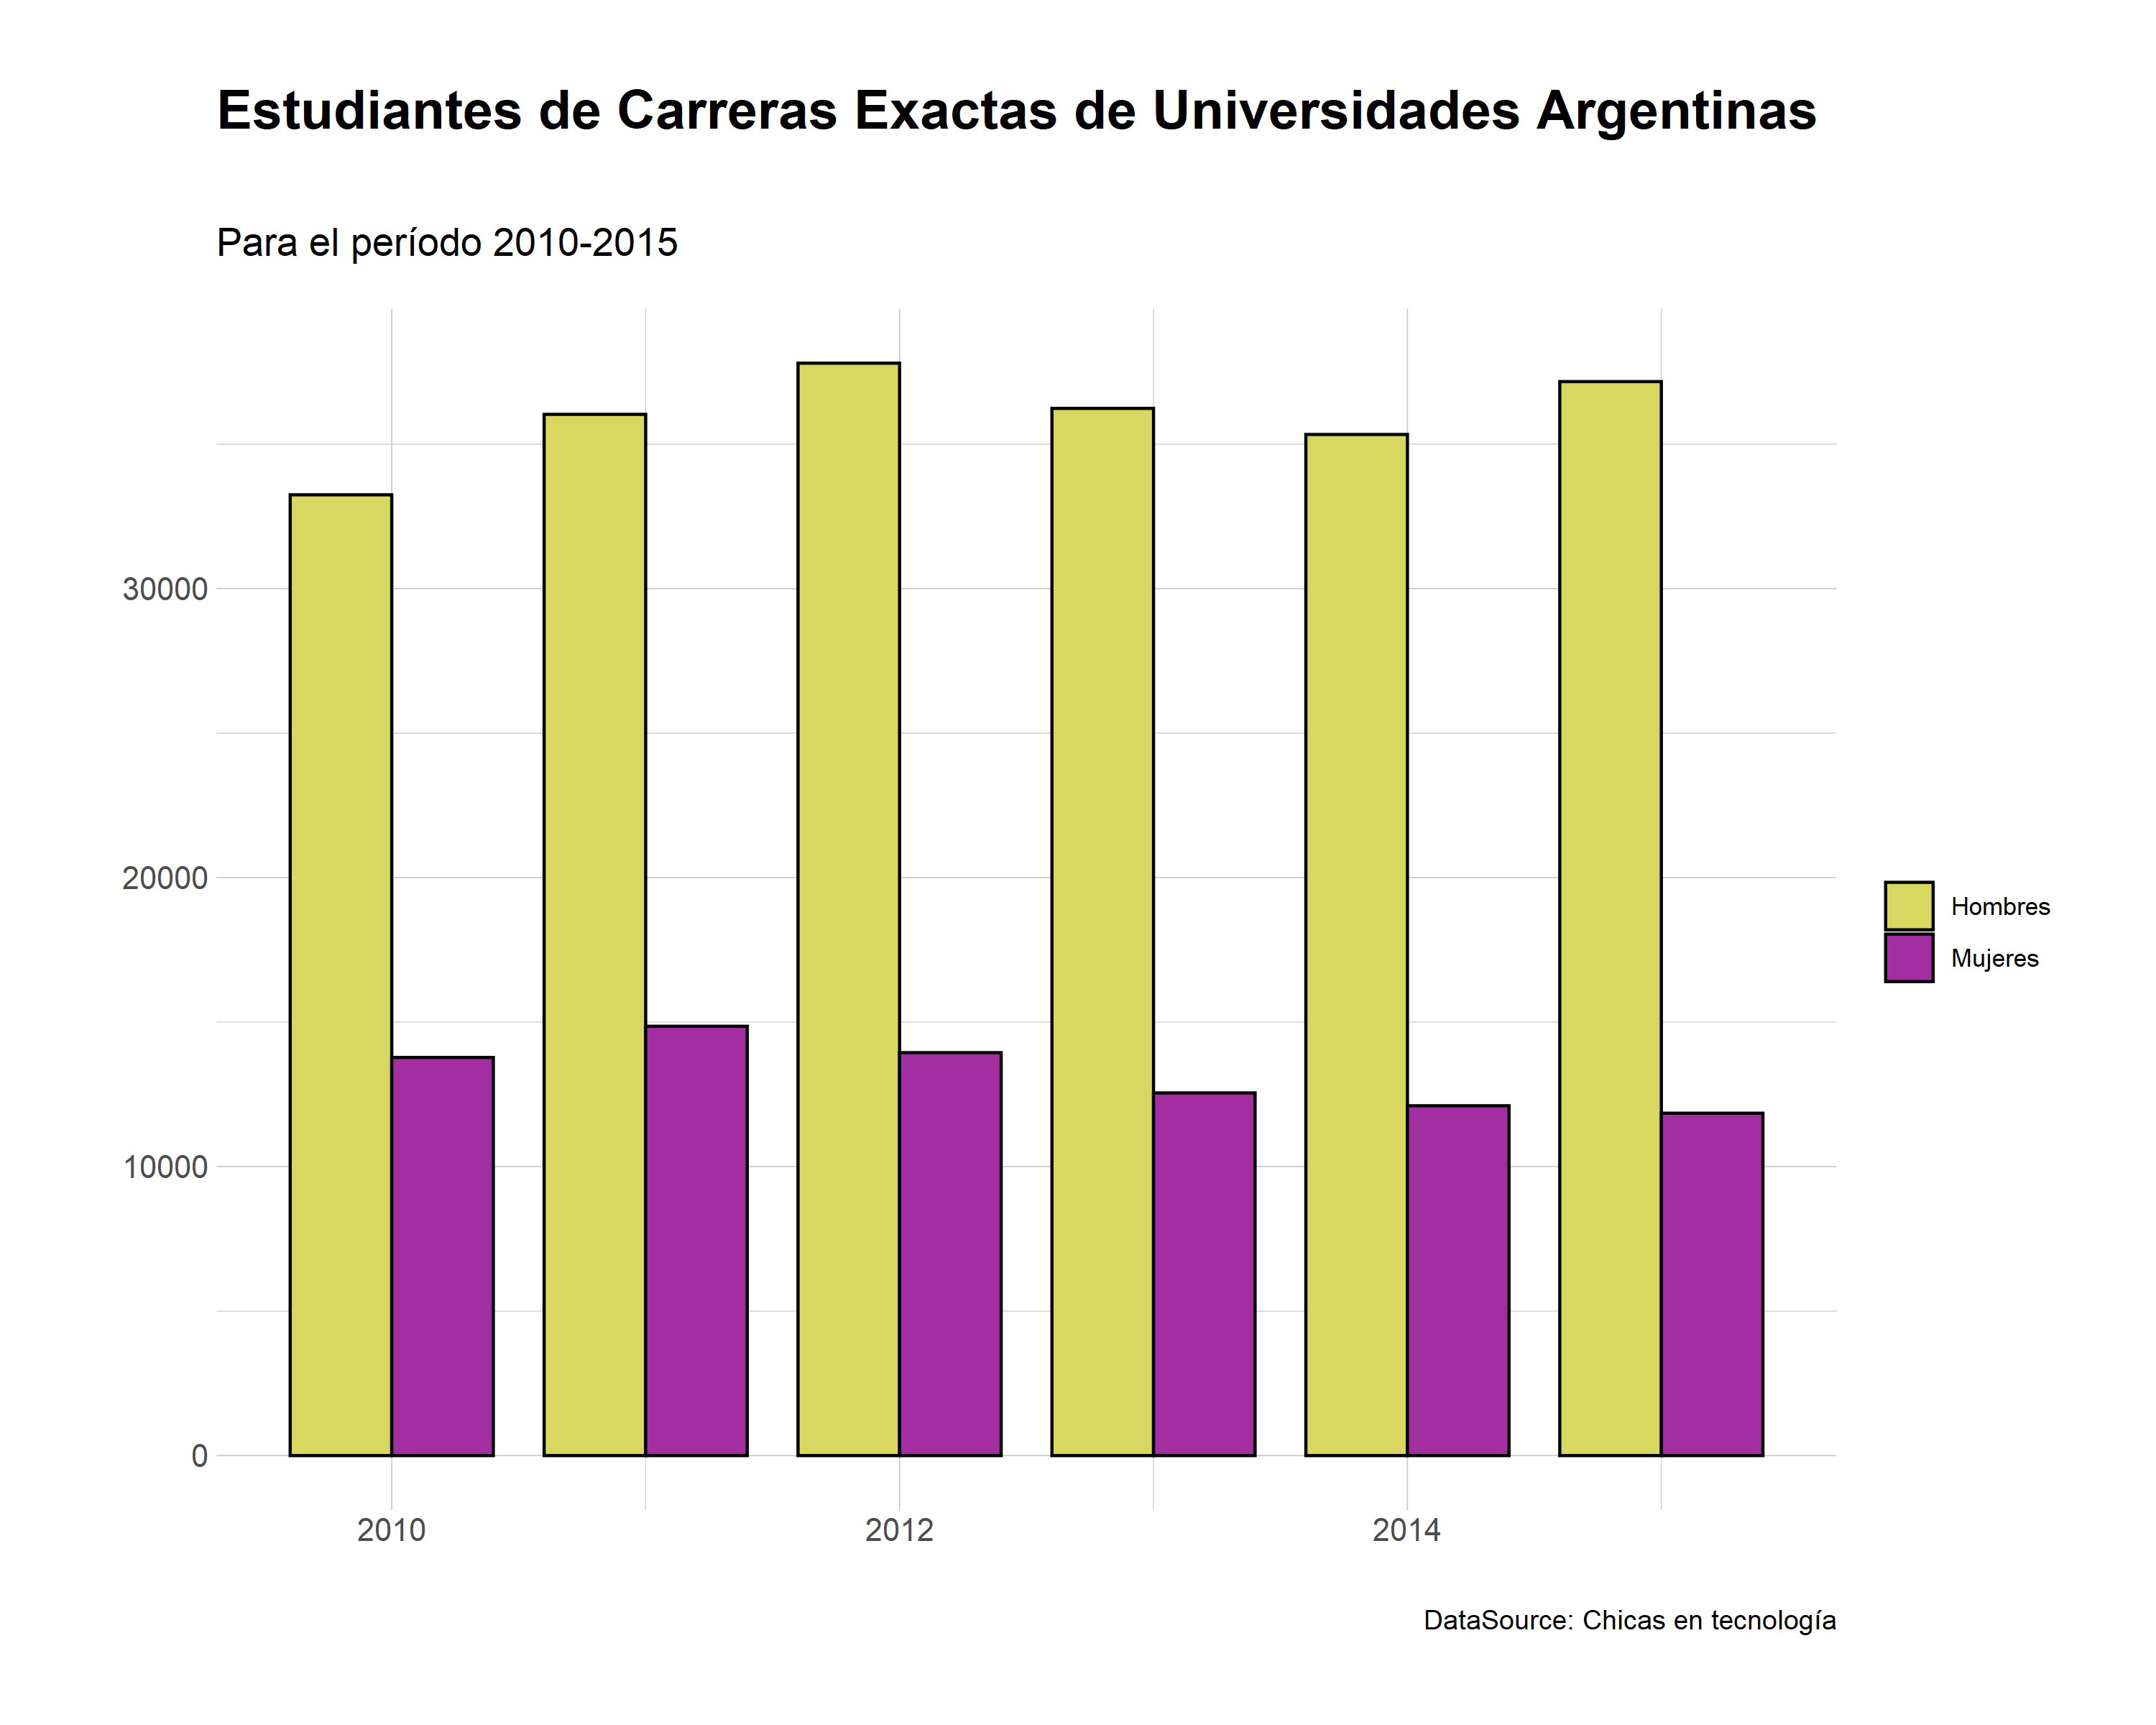 Estudiantes de Carreras Exactas de Universidades Argentinas
Para el período 2010-2015
30000
20000
10000
0
2010 2012 2014
Hombres
Mujeres
DataSource: Chicas en tecnología